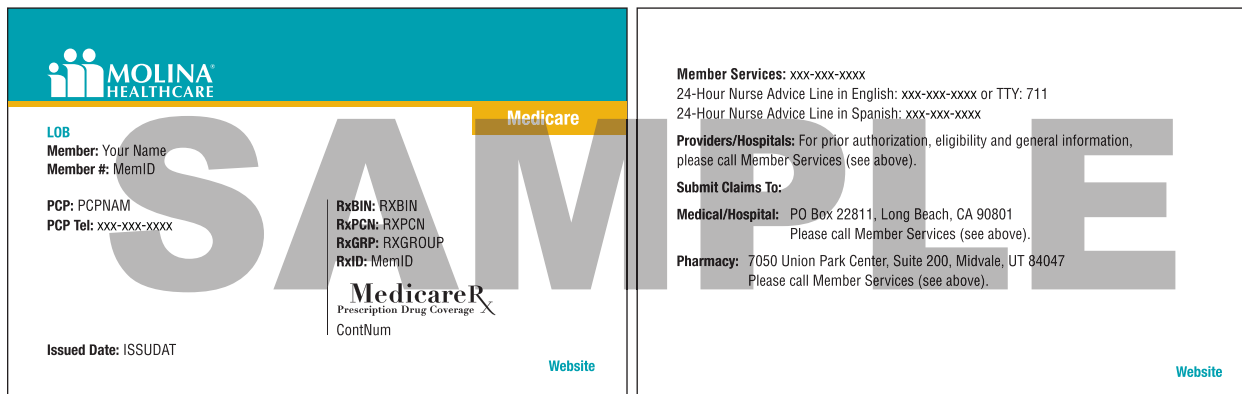 MOLINA®
HEALTHCARE
Medicare
LOB
Member: Your Name
Member #: MemID
PCP: PCPNAM
PCP Tel: xxx-xxx-xxxx
RxBIN: RXBIN
RxPCN: RXPCN
RxGRP: RXGROUP
RxID: MemID
MedicareRx
Prescription Drug Coverage
ContNum
Issued Date: ISSUDAT
Website
Member Services: xxx-xxx-xxxx
24-Hour Nurse Advice Line in English: xxx-xxx-xxxx or TTY: 711
24-Hour Nurse Advice Line in Spanish: xxx-xxx-xxxx
Providers/Hospitals: For prior authorization, eligibility and general information,
please call Member Services (see above).
Submit Claims To:
Medical/Hospital: PO Box 22811, Long Beach, CA 90801
Please call Member Services (see above).
Pharmacy: 7050 Union Park Center, Suite 200, Midvale, UT 84047
Please call Member Services (see above).
Website
SAMPLE